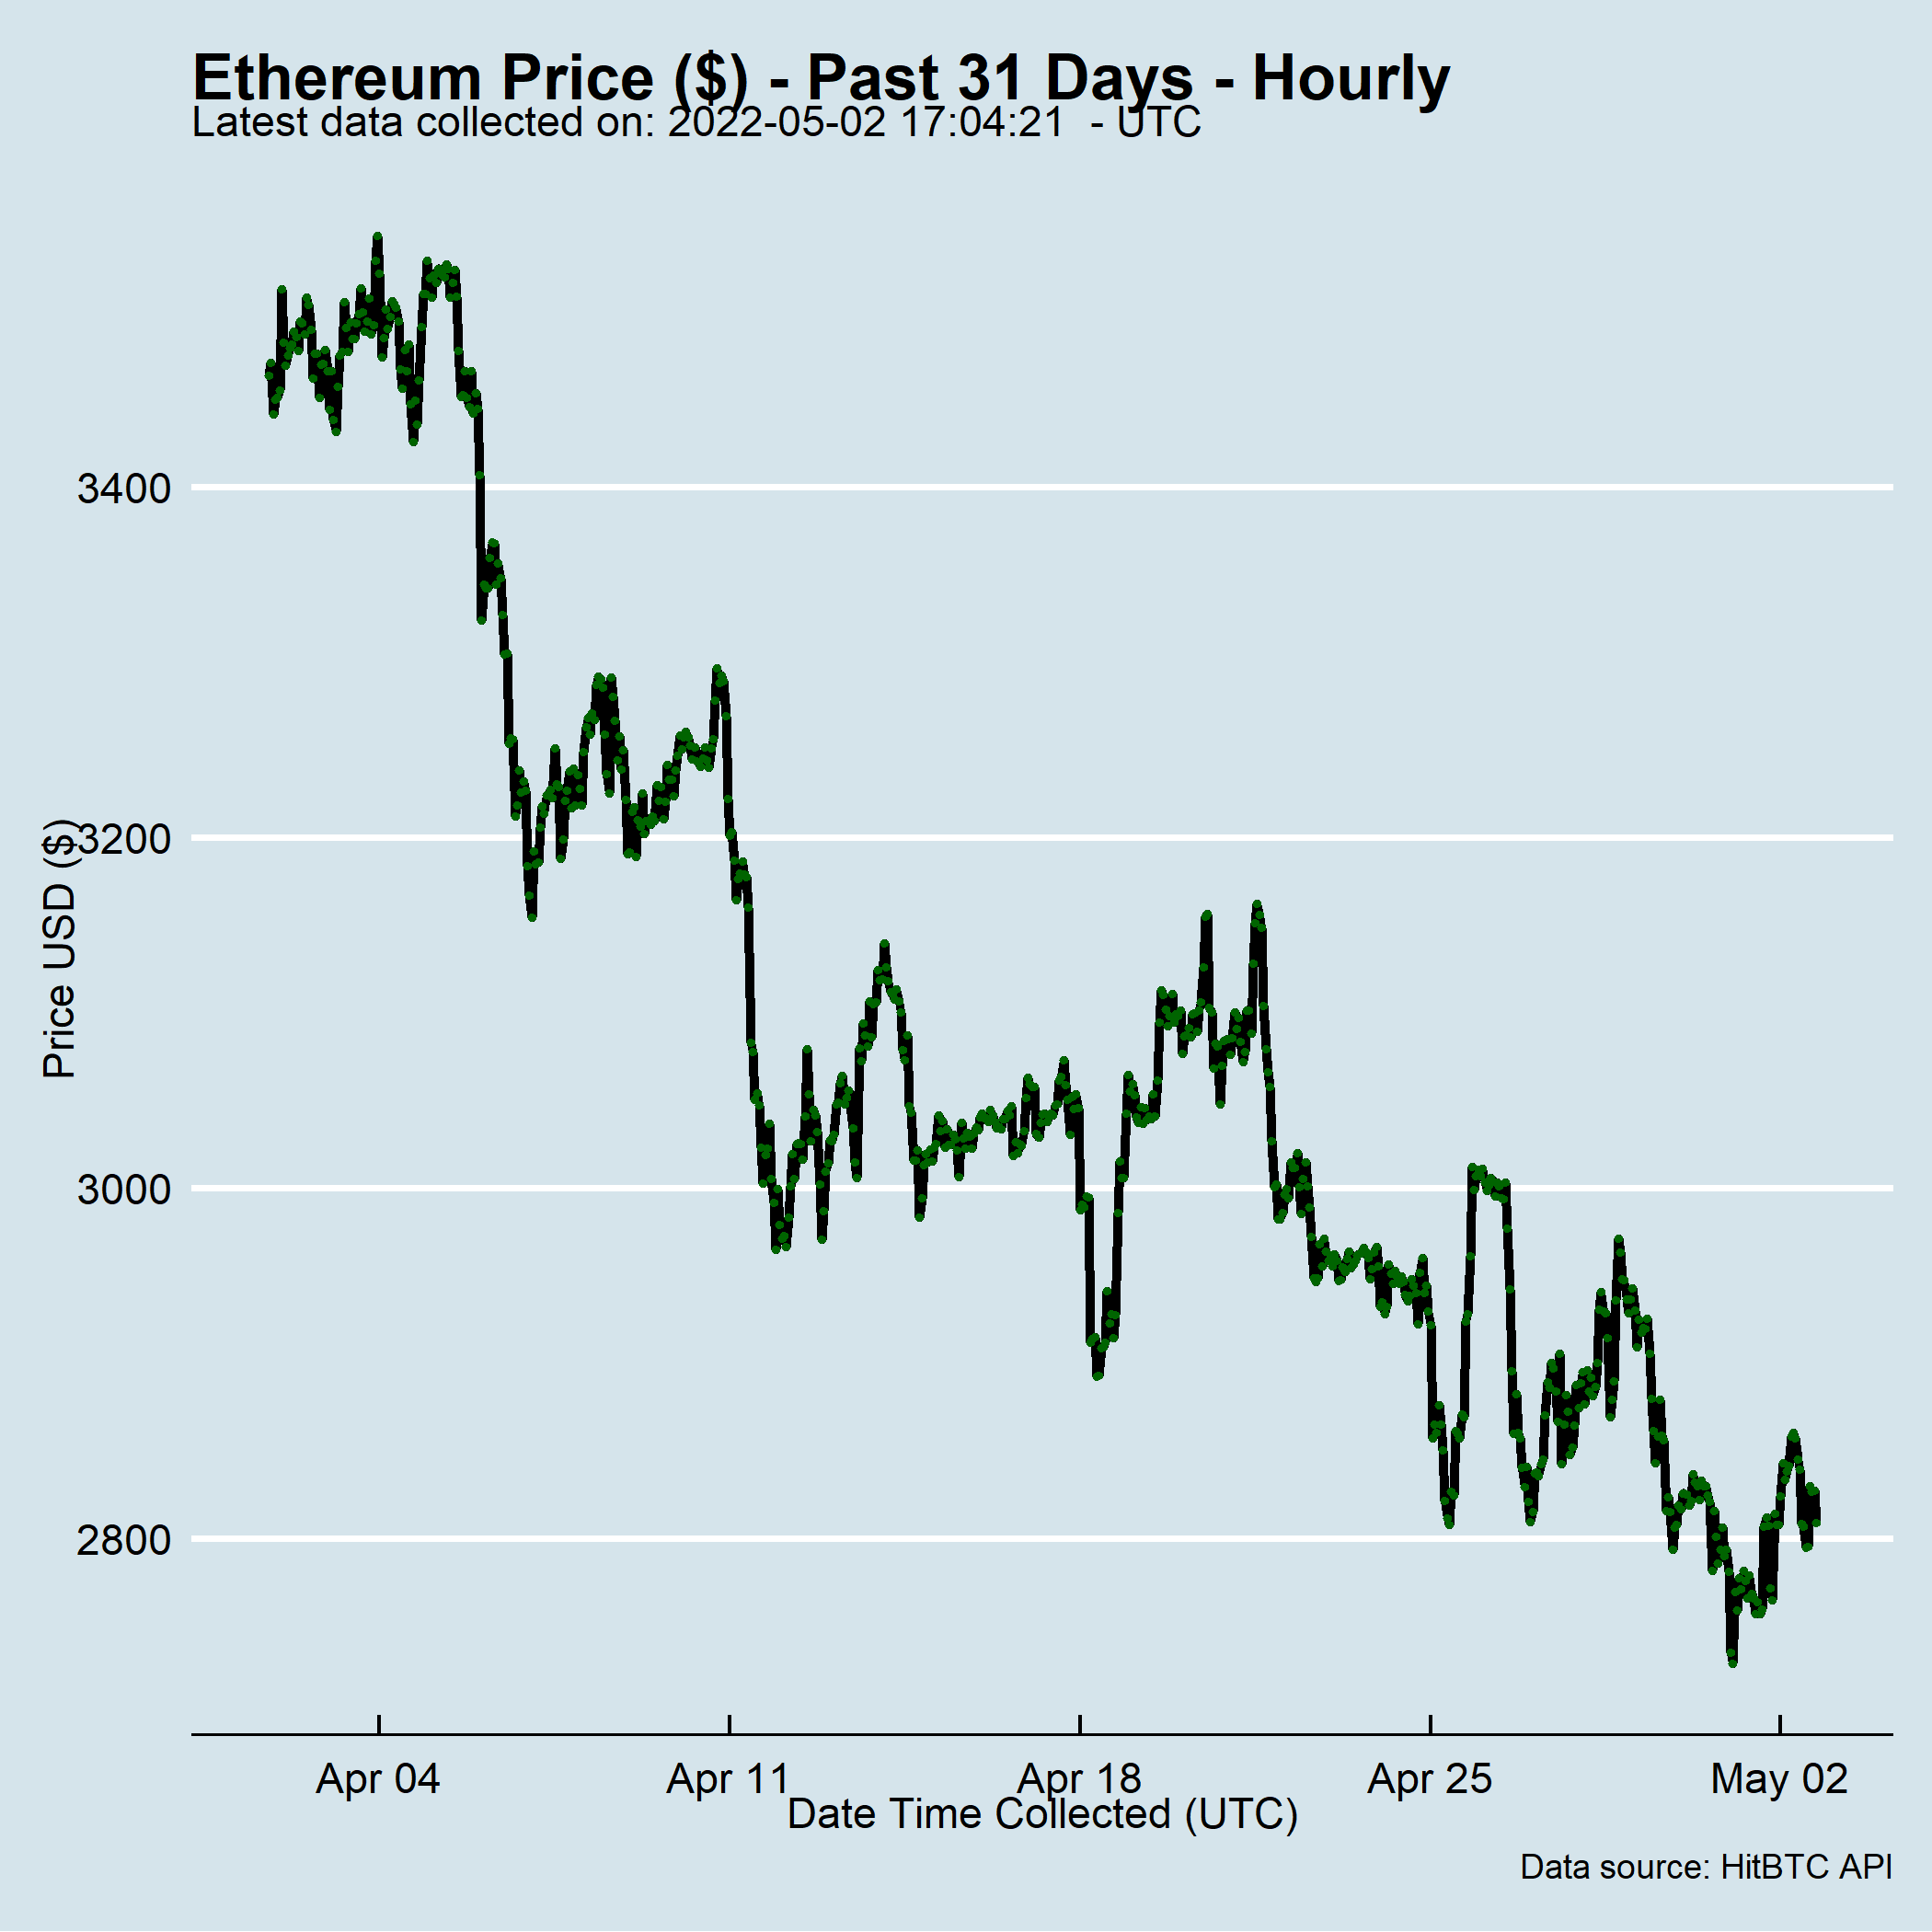 Ethereum Price ($) - Past 31 Days - Hourly
Latest data collected on: 2022-05-02 17:04:21  - UTC
3400
3200
3000
2800
Price USD ($)
Apr 04
Apr 11
Apr 18
Apr 25
May 02
Date Time Collected (UTC)
Data source: HitBTC API